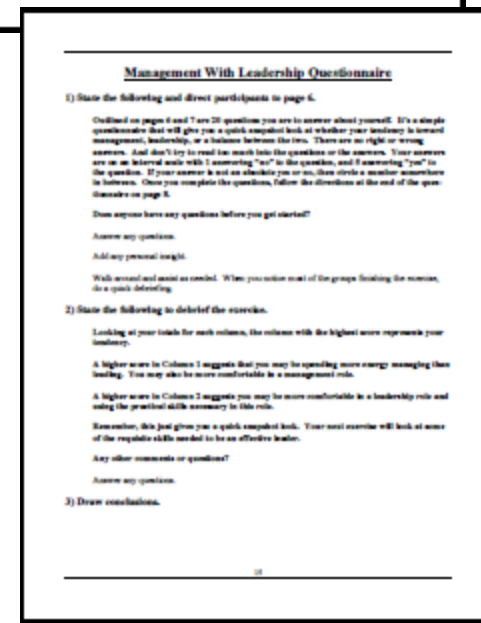 Management With Leadership Questionnaire
1) State the following and direct participants to page 6.
Outlined on pages 6 and 7 are 20 questions you are to answer about yourself. It's a simple
questionnaire that will give you a quick snapshot look at whether your tendency is toward
management, leadership, or a balance between the two. There are no right or wrong
answers. And don't try to read too much into the questions or the answers. Your answers
are on an interval scale with 1 answering "no" to the question, and 5 answering "yes" to
the question. If your answer is not an absolute yes or no, then circle a number somewhere
in between. Once you complete the questions, follow the directions at the end of the ques-
tionnaire on page 8.
Does anyone have any questions before you get started?
Answer any questions.
Add any personal insight.
Walk around and assist as needed. When you notice most of the groups finishing the exercise,
do a quick debriefing.
2) State the following to debrief the exercise.
Looking at your totals for each column, the column with the highest score represents your
tendency.
A higher score in Column 1 suggests that you may be spending more energy managing than
leading. You may also be more comfortable in a management role.
A higher score in Column 2 suggests you may be more comfortable in a leadership role and
using the practical skills necessary in this role.
Remember, this just gives you a quick snapshot look. Your next exercise will look at some
of the requisite skills needed to be an effective leader.
Any other comments or questions?
Answer any questions.
3) Draw conclusions.